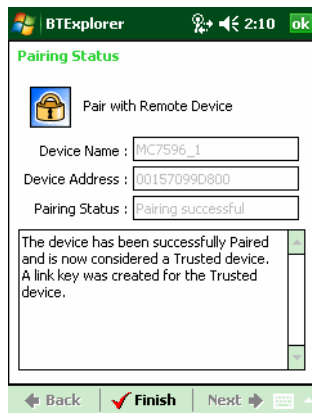 BTExplorer 2:10 ok
Pairing Status
Pair with Remote Device
Device Name : MC7596_1
Device Address : 00157099D800
Pairing Status : Pairing successful
The device has been successfully Paired
and is now considered a Trusted device.
A link key was created for the Trusted
device.
Back Finish Next